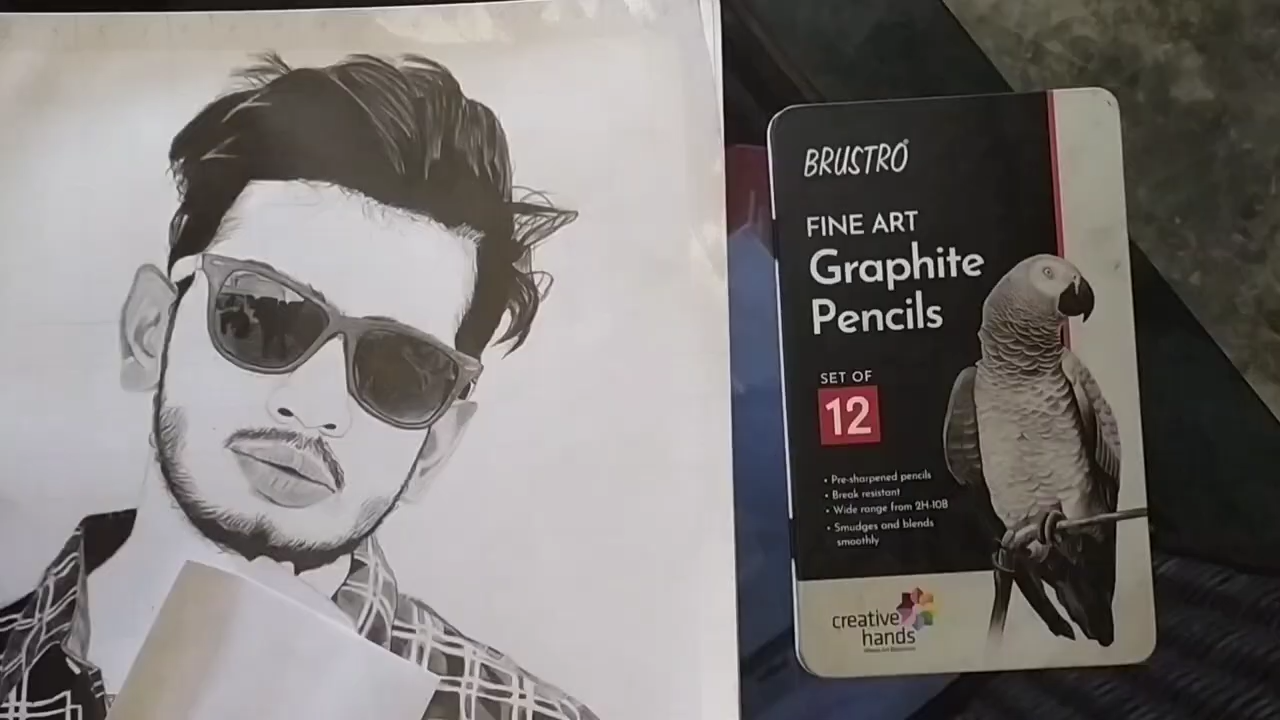 BRUSTRO®
FINE ART
Graphite
Pencils
SET OF
12
• Pre-sharpened pencils
• Break resistant
• Wide range from 2H-10B
• Smudges and blends
smoothly
creative
hands